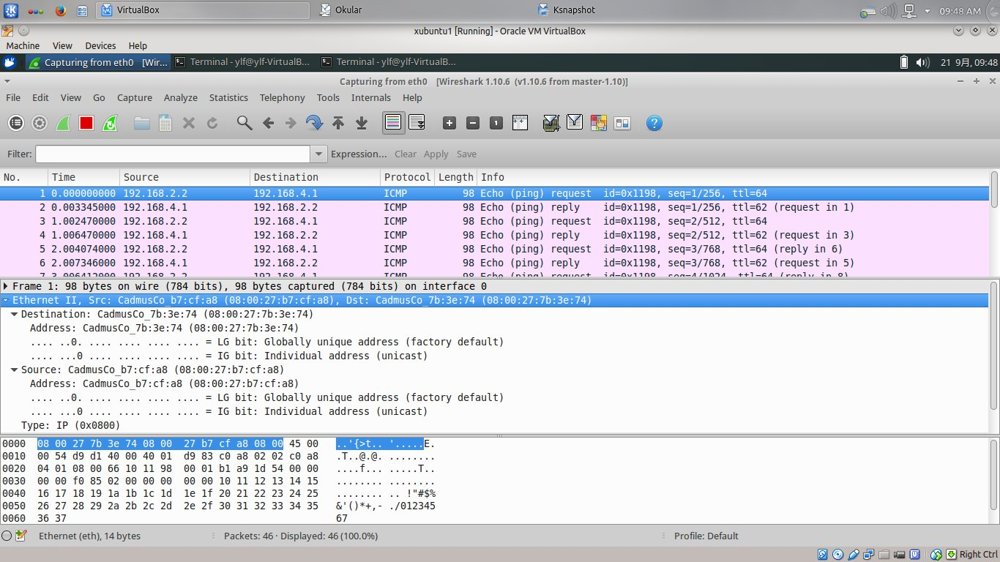 VirtualBox Okular Ksnapshot 09:48 AM
xubuntu1 [Running] - Oracle VM VirtualBox
Machine View Devices Help
Capturing from eth0 [Wir... Terminal - ylf@ylf-VirtualB... Terminal - ylf@ylf-VirtualB... 21 9月, 09:48
Capturing from eth0 [Wireshark 1.10.6 (v1.10.6 from master-1.10)]
File Edit View Go Capture Analyze Statistics Telephony Tools Internals Help
Filter: Expression... Clear Apply Save
No. Time Source Destination Protocol Length Info
1 0.000000000 192.168.2.2 192.168.4.1 ICMP 98 Echo (ping) request id=0x1198, seq=1/256, ttl=64
2 0.003345000 192.168.4.1 192.168.2.2 ICMP 98 Echo (ping) reply id=0x1198, seq=1/256, ttl=62 (request in 1)
3 1.002470000 192.168.2.2 192.168.4.1 ICMP 98 Echo (ping) request id=0x1198, seq=2/512, ttl=64
4 1.006470000 192.168.4.1 192.168.2.2 ICMP 98 Echo (ping) reply id=0x1198, seq=2/512, ttl=62 (request in 3)
5 2.004074000 192.168.2.2 192.168.4.1 ICMP 98 Echo (ping) request id=0x1198, seq=3/768, ttl=64 (reply in 6)
6 2.007346000 192.168.4.1 192.168.2.2 ICMP 98 Echo (ping) reply id=0x1198, seq=3/768, ttl=62 (request in 5)
7 3.006412000 192.168.2.2 192.168.4.1 ICMP 98 Echo (ping) request id=0x1198, seq=4/1024, ttl=64 (reply in 8)
Frame 1: 98 bytes on wire (784 bits), 98 bytes captured (784 bits) on interface 0
Ethernet II, Src: CadmusCo_b7:cf:a8 (08:00:27:b7:cf:a8), Dst: CadmusCo_7b:3e:74 (08:00:27:7b:3e:74)
Destination: CadmusCo_7b:3e:74 (08:00:27:7b:3e:74)
Address: CadmusCo_7b:3e:74 (08:00:27:7b:3e:74)
.... ..0. .... .... .... .... = LG bit: Globally unique address (factory default)
.... ...0 .... .... .... .... = IG bit: Individual address (unicast)
Source: CadmusCo_b7:cf:a8 (08:00:27:b7:cf:a8)
Address: CadmusCo_b7:cf:a8 (08:00:27:b7:cf:a8)
.... ..0. .... .... .... .... = LG bit: Globally unique address (factory default)
.... ...0 .... .... .... .... = IG bit: Individual address (unicast)
Type: IP (0x0800)
0000 08 00 27 7b 3e 74 08 00 27 b7 cf a8 08 00 45 00 ..'{>t.. '.....E.
0010 00 54 d9 d1 40 00 40 01 d9 83 c0 a8 02 02 c0 a8 .T..@.@. ........
0020 04 01 08 00 66 10 11 98 00 01 b1 a9 1d 54 00 00 ....f... .....T..
0030 00 00 f0 85 02 00 00 00 00 00 10 11 12 13 14 15 ........ ........
0040 16 17 18 19 1a 1b 1c 1d 1e 1f 20 21 22 23 24 25 ........ .. !"#$%
0050 26 27 28 29 2a 2b 2c 2d 2e 2f 30 31 32 33 34 35 &'()*+,- ./012345
0060 36 37 67
Ethernet (eth), 14 bytes Packets: 46 · Displayed: 46 (100.0%) Profile: Default
Right Ctrl